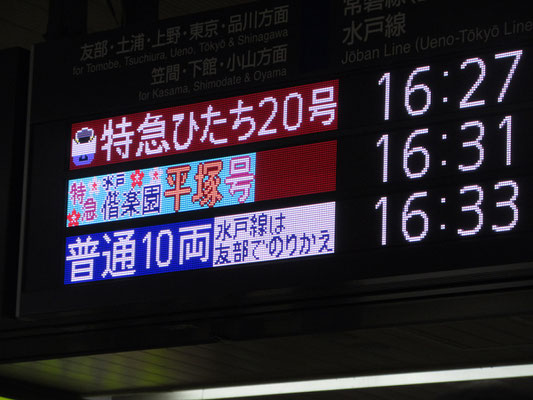 友部・土浦・上野・東京・品川方面
for Tomobe, Tsuchiura, Ueno, Tōkyō & Shinagawa
笠間・下館・小山方面
for Kasama, Shimodate & Oyama
常磐線
水戸線
Jōban Line (Ueno-Tokyo
特急ひたち20号 16:27
特急 水戸偕楽園 平塚号 16:31
普通10両 水戸線は 16:33
友部でのりかえ